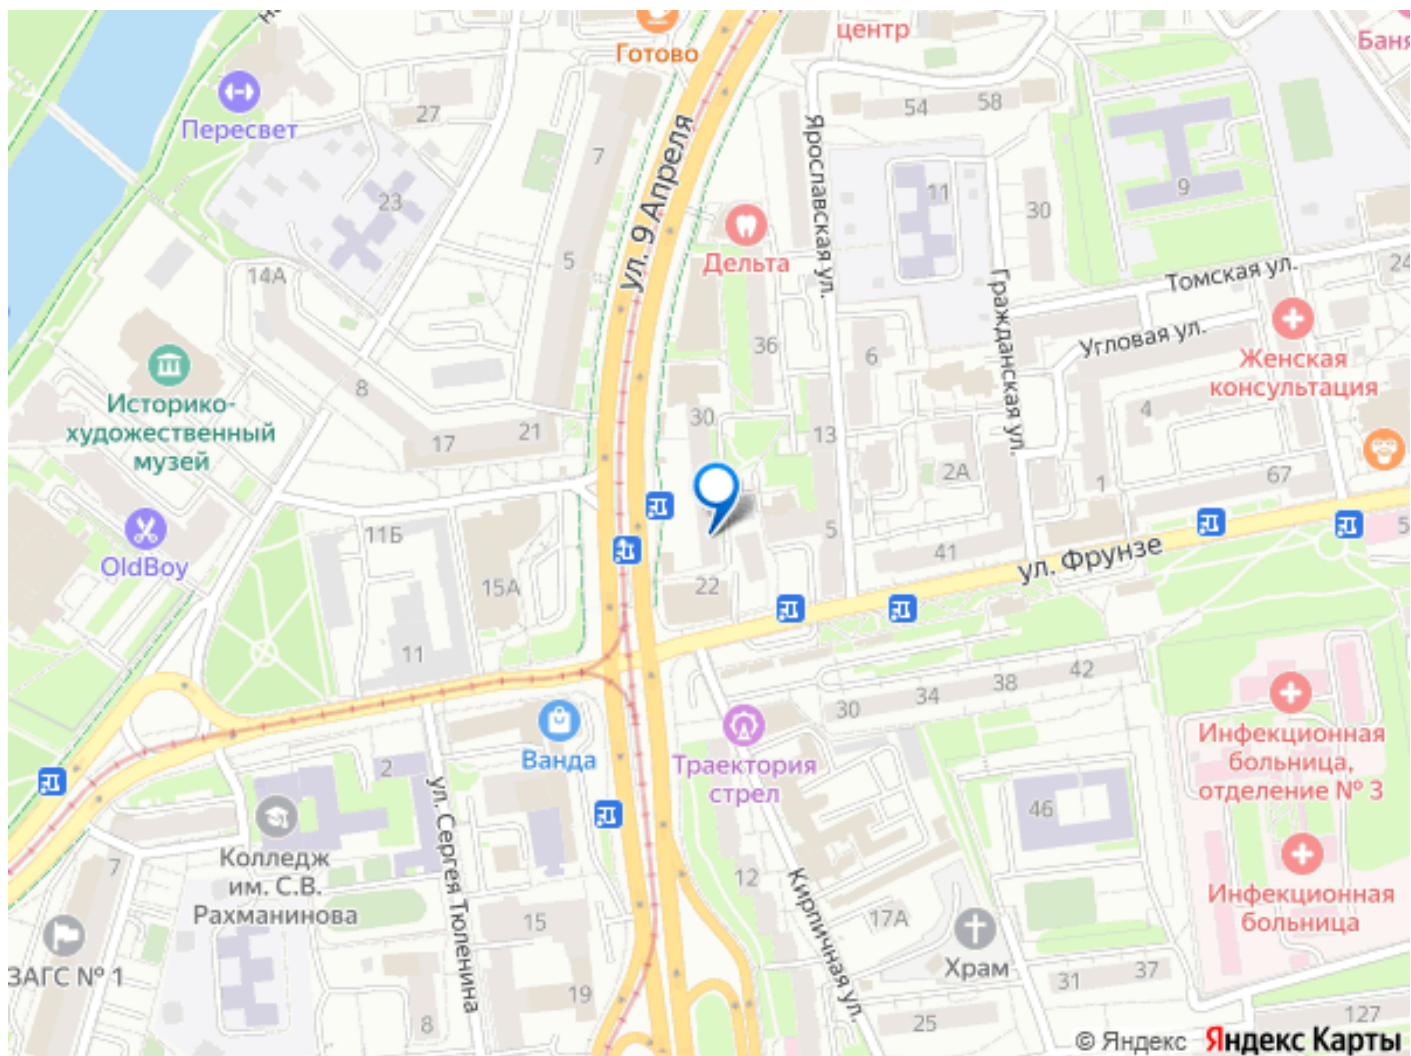 Готово
центр
Баня
Пересвет
27
54
58
7
ул. 9 Апреля
Ярославская ул.
23
11
30
9
Дельта
5
14А
Томская ул.
24
Гражданская ул.
36
6
Угловая ул.
Женская
консультация
8
Историко-
художественный
музей
17
21
30
13
4
2А
1
67
OldBoy
11Б
15А
5
41
ул. Фрунзе
5
22
11
42
38
34
30
Ванда
Траектория
стрел
Инфекционная
больница,
отделение № 3
2
ул. Сергея Тюленина
46
7
Колледж
им. С.В.
Рахманинова
12
Кирпичная ул.
17А
Инфекционная
больница
15
ЗАГС № 1
Храм
31
37
19
8
25
127
© Яндекс Яндекс Карты